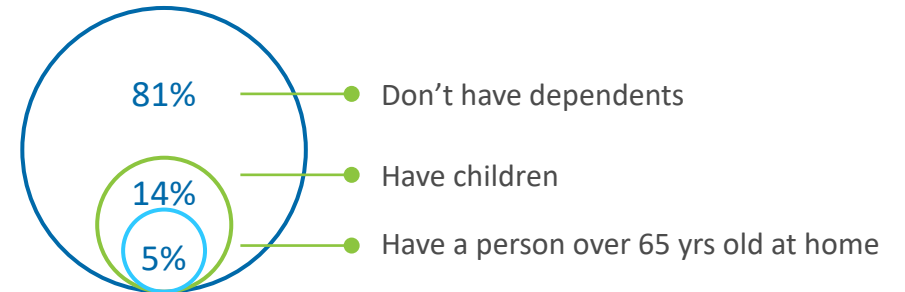 81%
Don’t have dependents
14%
Have children
5%
Have a person over 65 yrs old at home